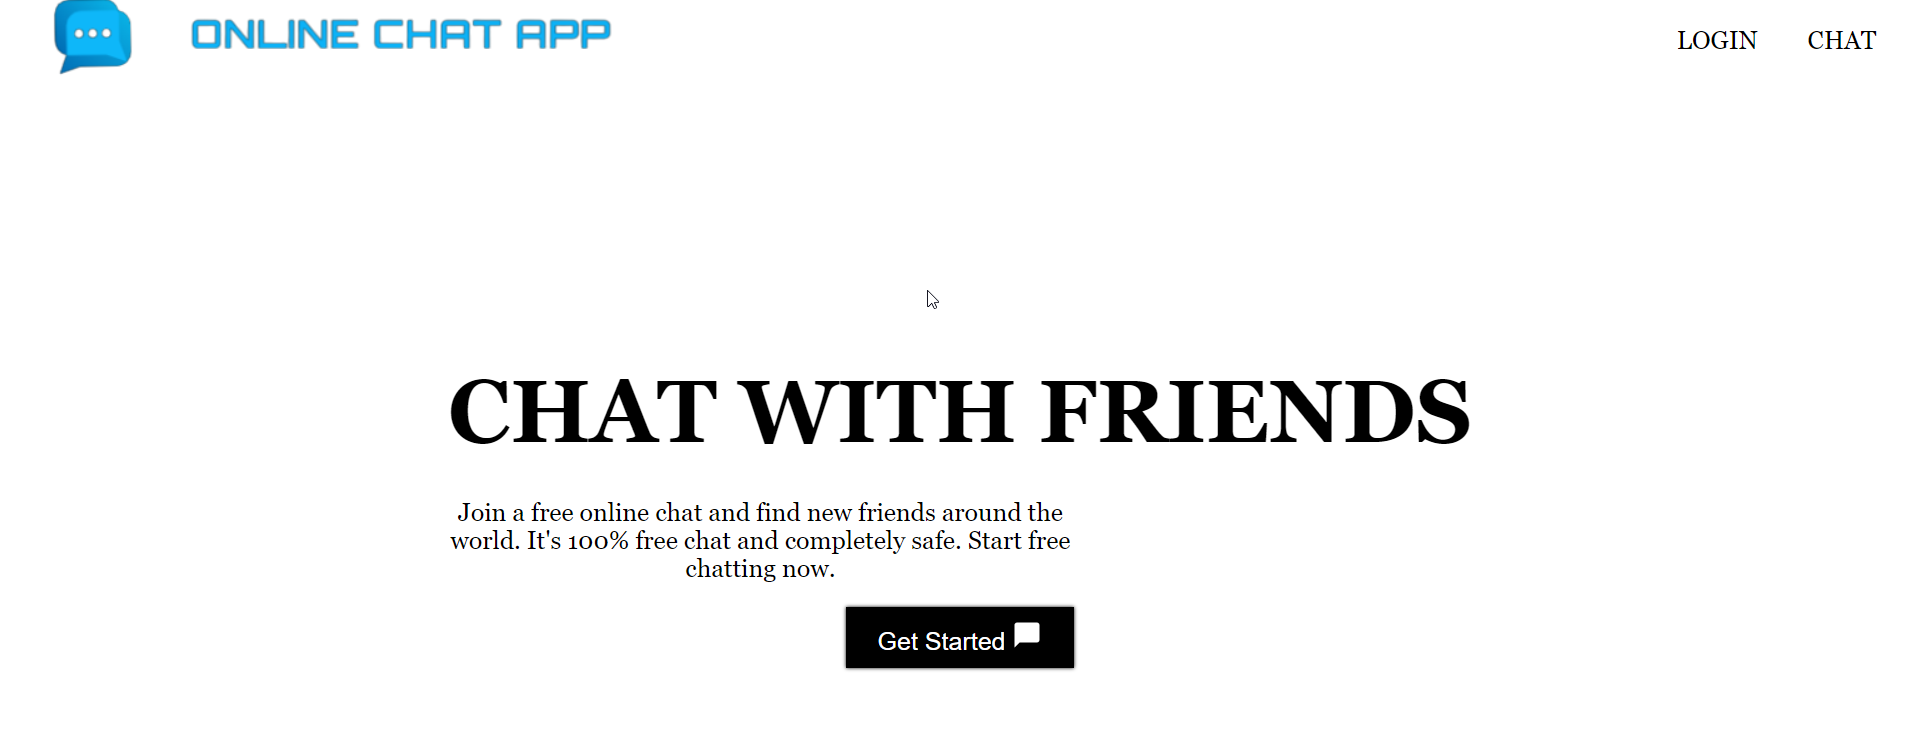 ONLINE CHAT APP
LOGIN CHAT
CHAT WITH FRIENDS
Join a free online chat and find new friends around the
world. It's 100% free chat and completely safe. Start free
chatting now.
Get Started